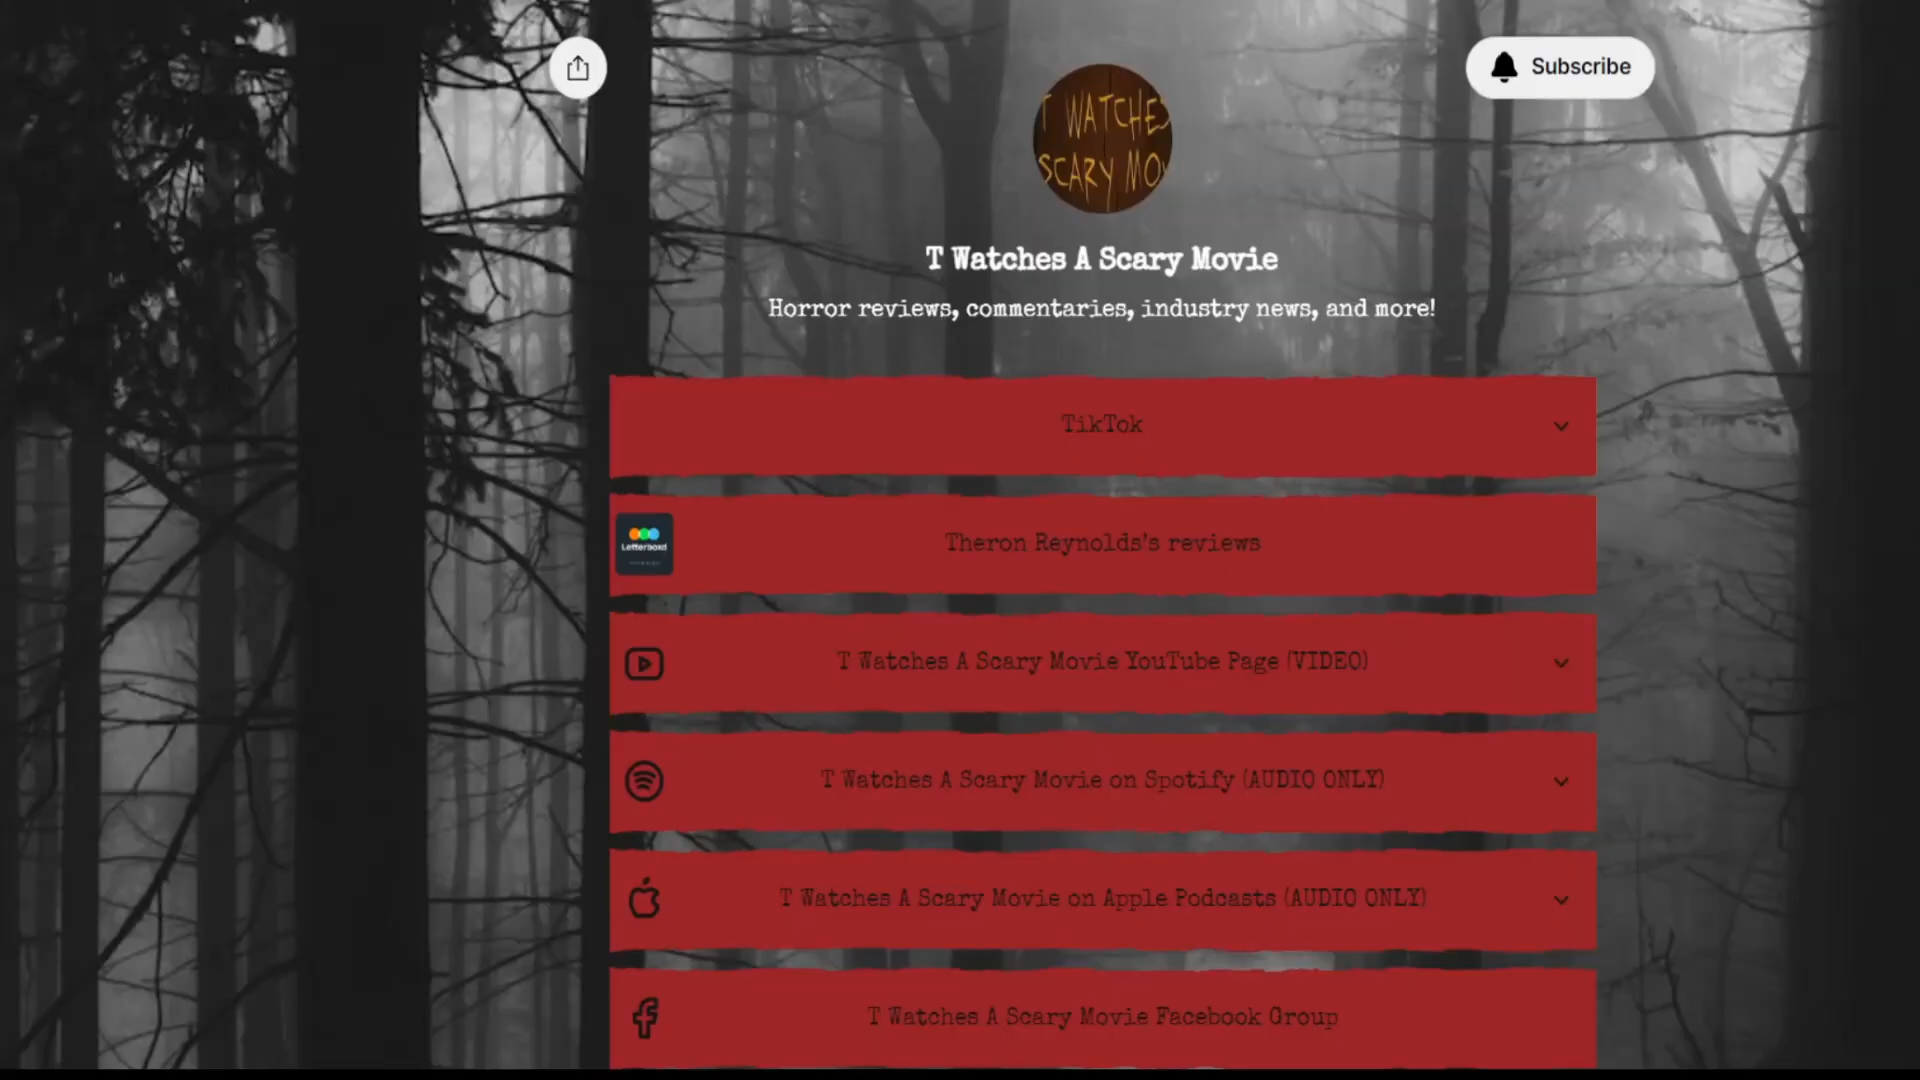 Subscribe
T WATCHES
SCARY MOV
T Watches A Scary Movie
Horror reviews, commentaries, industry news, and more!
TikTok
Letterboxd
Theron Reynolds's reviews
T Watches A Scary Movie YouTube Page (VIDEO)
T Watches A Scary Movie on Spotify (AUDIO ONLY)
T Watches A Scary Movie on Apple Podcasts (AUDIO ONLY)
T Watches A Scary Movie Facebook Group